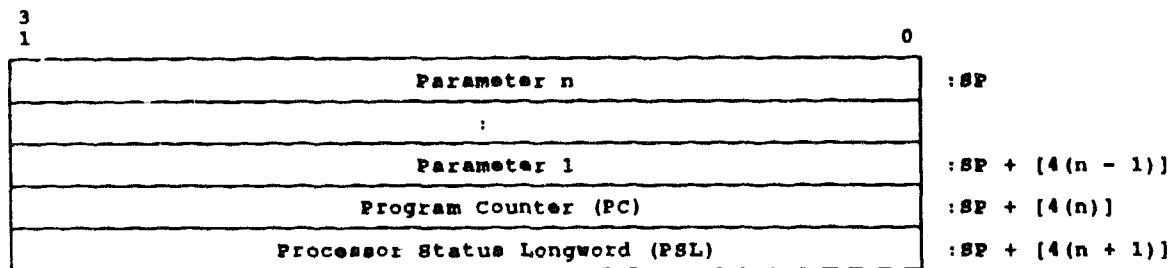 3
1 0
Parameter n :SP
:
Parameter 1 :SP + [4(n - 1)]
Program Counter (PC) :SP + [4(n)]
Processor Status Longword (PSL) :SP + [4(n + 1)]